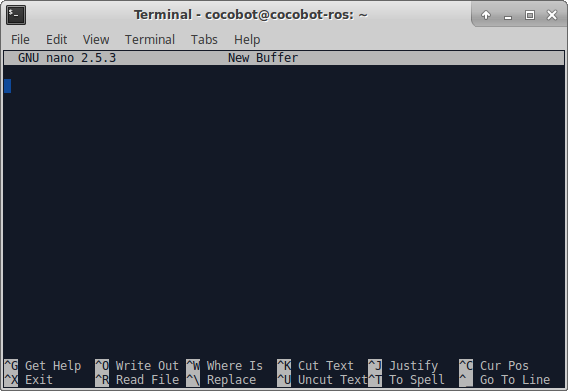 Terminal - cocobot@cocobot-ros: ~
File Edit View Terminal Tabs Help
GNU nano 2.5.3 New Buffer
^G Get Help ^O Write Out ^W Where Is ^K Cut Text ^J Justify ^C Cur Pos
^X Exit ^R Read File ^\ Replace ^U Uncut Text^T To Spell ^_ Go To Line